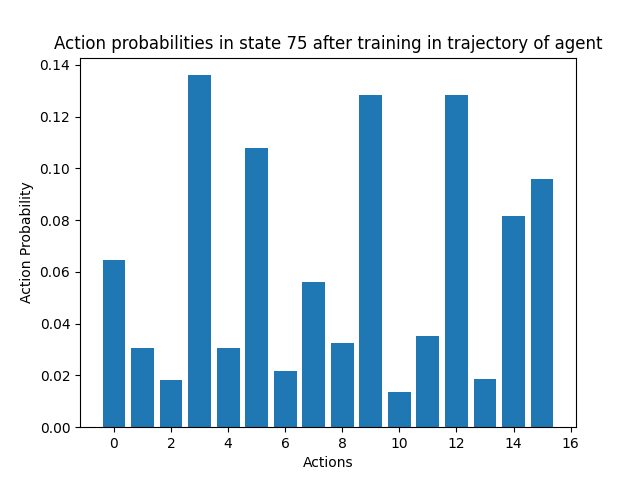 Action probabilities in state 75 after training in trajectory of agent
0.14
0.12
0.10
0.08
0.06
0.04
0.02
0.00
Action Probability
0 2 4 6 8 10 12 14 16
Actions